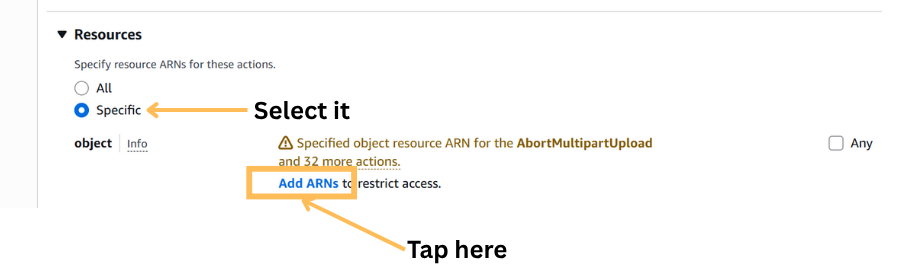 Resources
Specify resource ARNs for these actions.
All
Specific
Select it
object Info
Specified object resource ARN for the AbortMultipartUpload Any
and 32 more actions.
Add ARNs to restrict access.
Tap here